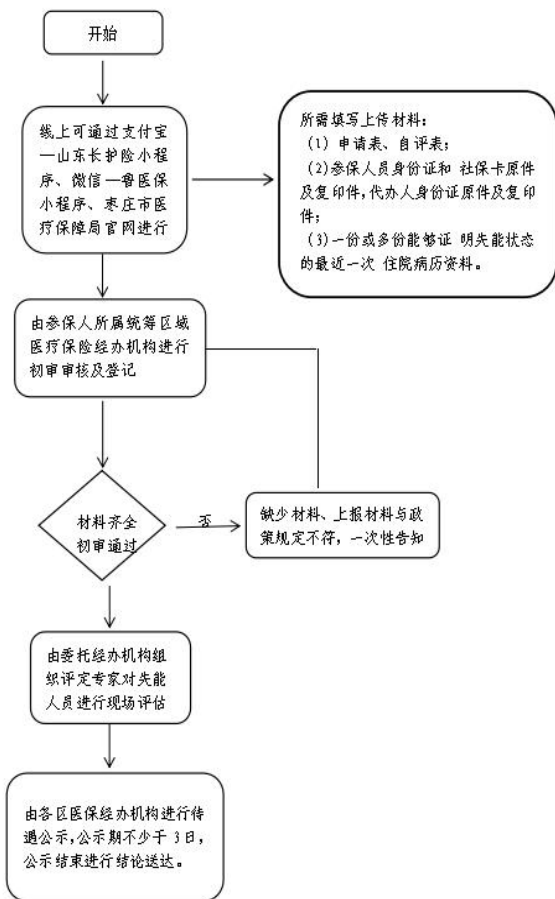 开始
线上可通过支付宝
—山东长护险小程
序、微信—鲁医保
小程序、枣庄市医
疗保障局官网进行
所需填写上传材料：
（1）申请表、自评表；
（2）参保人员身份证和 社保卡原件
及复印件,代办人身份证原件及复印
件；
（3）一份或多份能够证 明失能状态
的最近一次 住院病历资料。
由参保人所属统筹区域
医疗保险经办机构进行
初审审核及登记
材料齐全
初审通过
否
缺少材料、上报材料与政
策规定不符，一次性告知
由委托经办机构组
织评定专家对失能
人员进行现场评估
由各区医保经办机构进行待
遇公示,公示期不少于 3日,
公示结束进行结论送达。